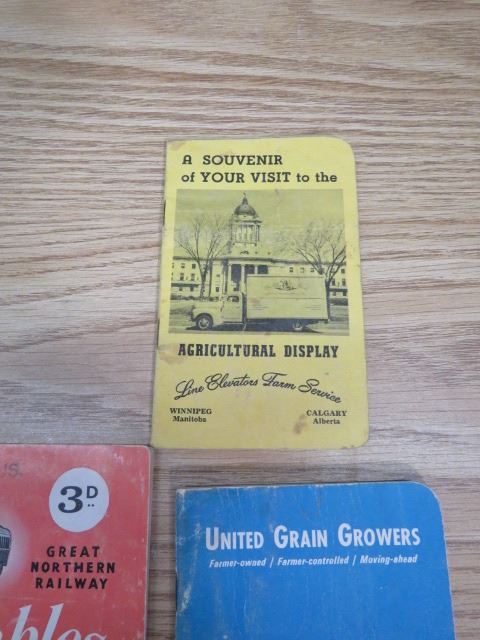 A SOUVENIR
of YOUR VISIT to the
AGRICULTURAL DISPLAY
Line Elevators Farm Service
WINNIPEG
Manitoba
CALGARY
Alberta
3D
GREAT
NORTHERN
RAILWAY
UNITED GRAIN GROWERS
Farmer-owned / Farmer-controlled / Moving-ahead